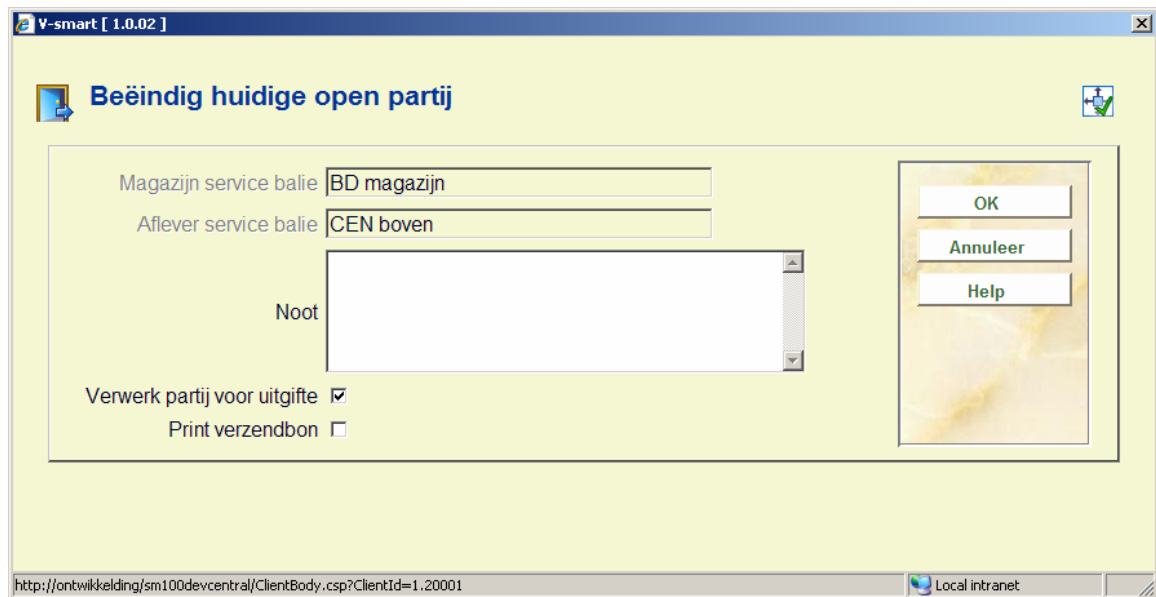 V-smart [ 1.0.02 ]
Beëindig huidige open partij
Magazijn service balie BD magazijn
Aflever service balie CEN boven
Noot
Verwerk partij voor uitgifte
Print verzendbon
OK
Annuleer
Help
http://ontwikkelding/sm100devcentral/ClientBody.csp?ClientId=1.20001
Local intranet